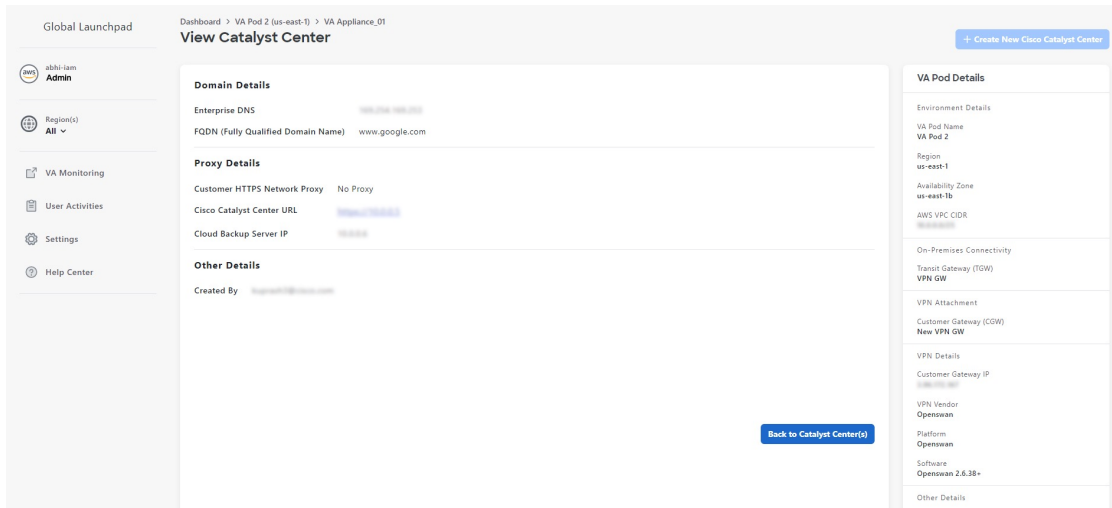 Global Launchpad
aws
abhi-iam
Admin
Region(s)
All
VA Monitoring
User Activities
Settings
Help Center
Dashboard > VA Pod 2 (us-east-1) > VA Appliance_01
View Catalyst Center
+ Create New Cisco Catalyst Center
Domain Details
Enterprise DNS
FQDN (Fully Qualified Domain Name) www.google.com
Proxy Details
Customer HTTPS Network Proxy No Proxy
Cisco Catalyst Center URL
Cloud Backup Server IP
Other Details
Created By
Back to Catalyst Center(s)
VA Pod Details
Environment Details
VA Pod Name
VA Pod 2
Region
us-east-1
Availability Zone
us-east-1b
AWS VPC CIDR
On-Premises Connectivity
Transit Gateway (TGW)
VPN GW
VPN Attachment
Customer Gateway (CGW)
New VPN GW
VPN Details
Customer Gateway IP
VPN Vendor
Openswan
Platform
Openswan
Software
Openswan 2.6.38+
Other Details